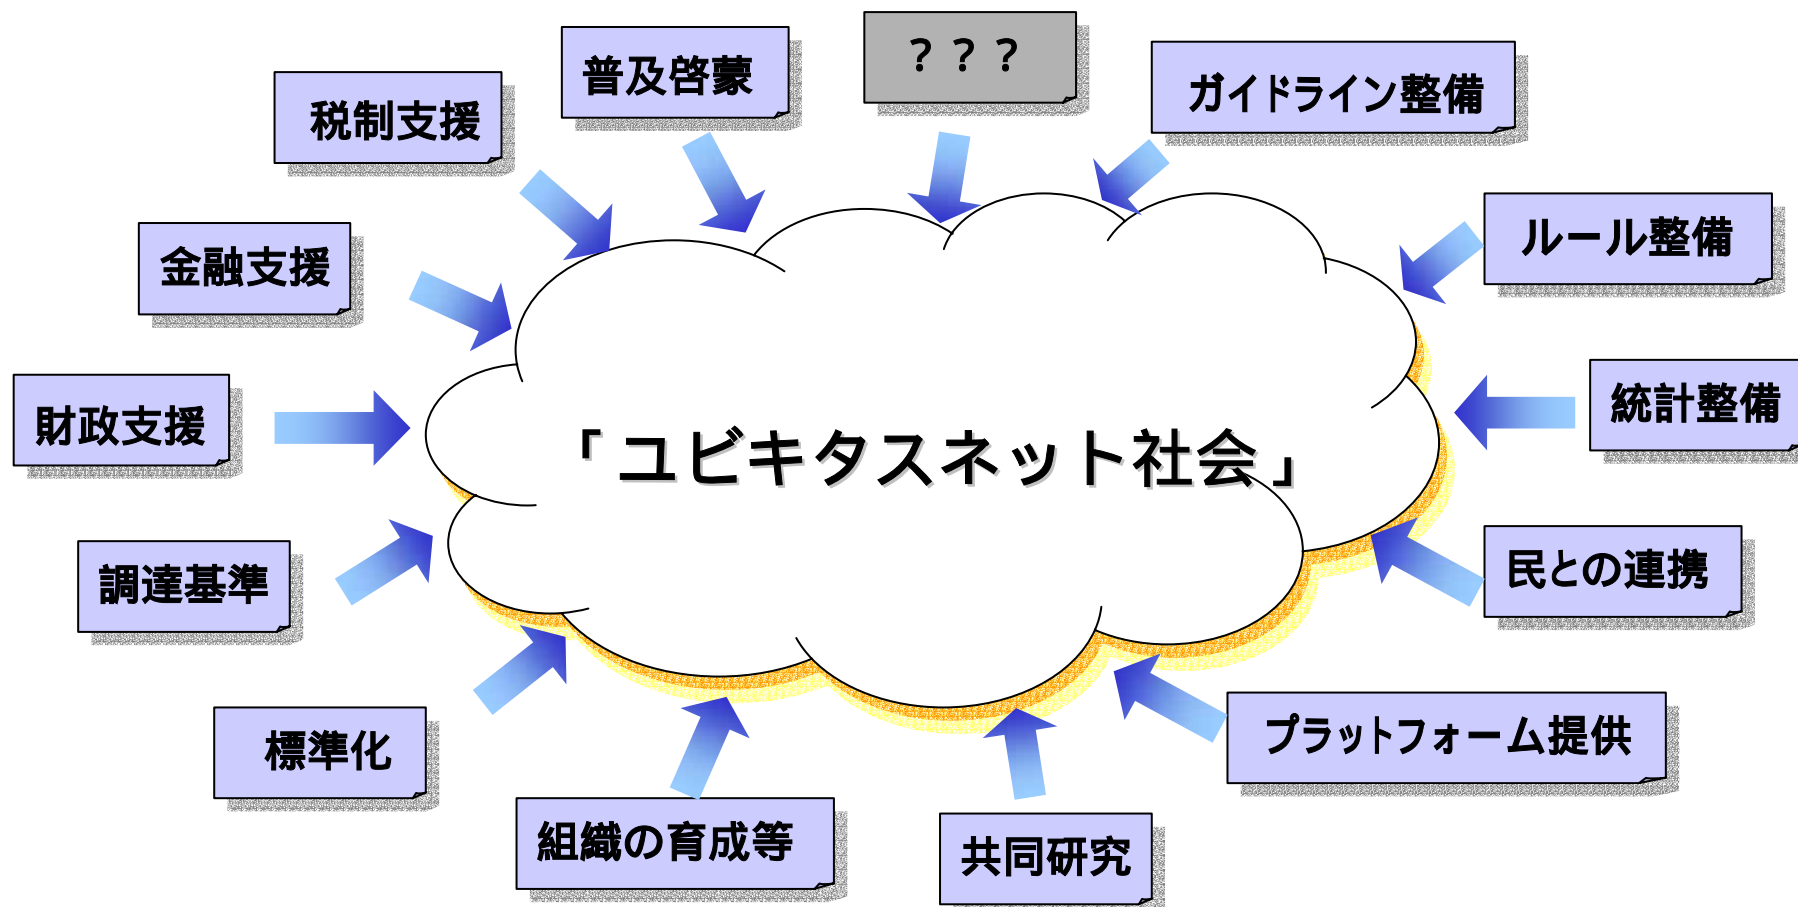 ？？？
普及啓蒙
ガイドライン整備
税制支援
ルール整備
金融支援
統計整備
財政支援
「ユビキタスネット社会」
民との連携
調達基準
プラットフォーム提供
標準化
組織の育成等
共同研究